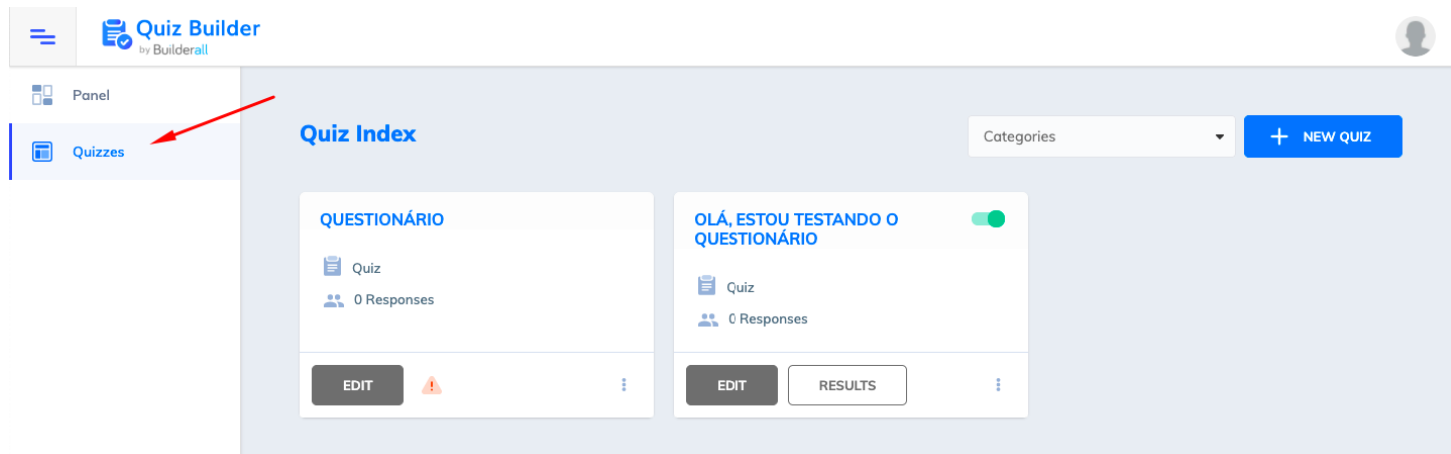 Quiz Builder
by Builderall
Panel
Quizzes
Quiz Index
Categories
NEW QUIZ
QUESTIONÁRIO
Quiz
0 Responses
EDIT
OLÁ, ESTOU TESTANDO O
QUESTIONÁRIO
Quiz
0 Responses
EDIT
RESULTS